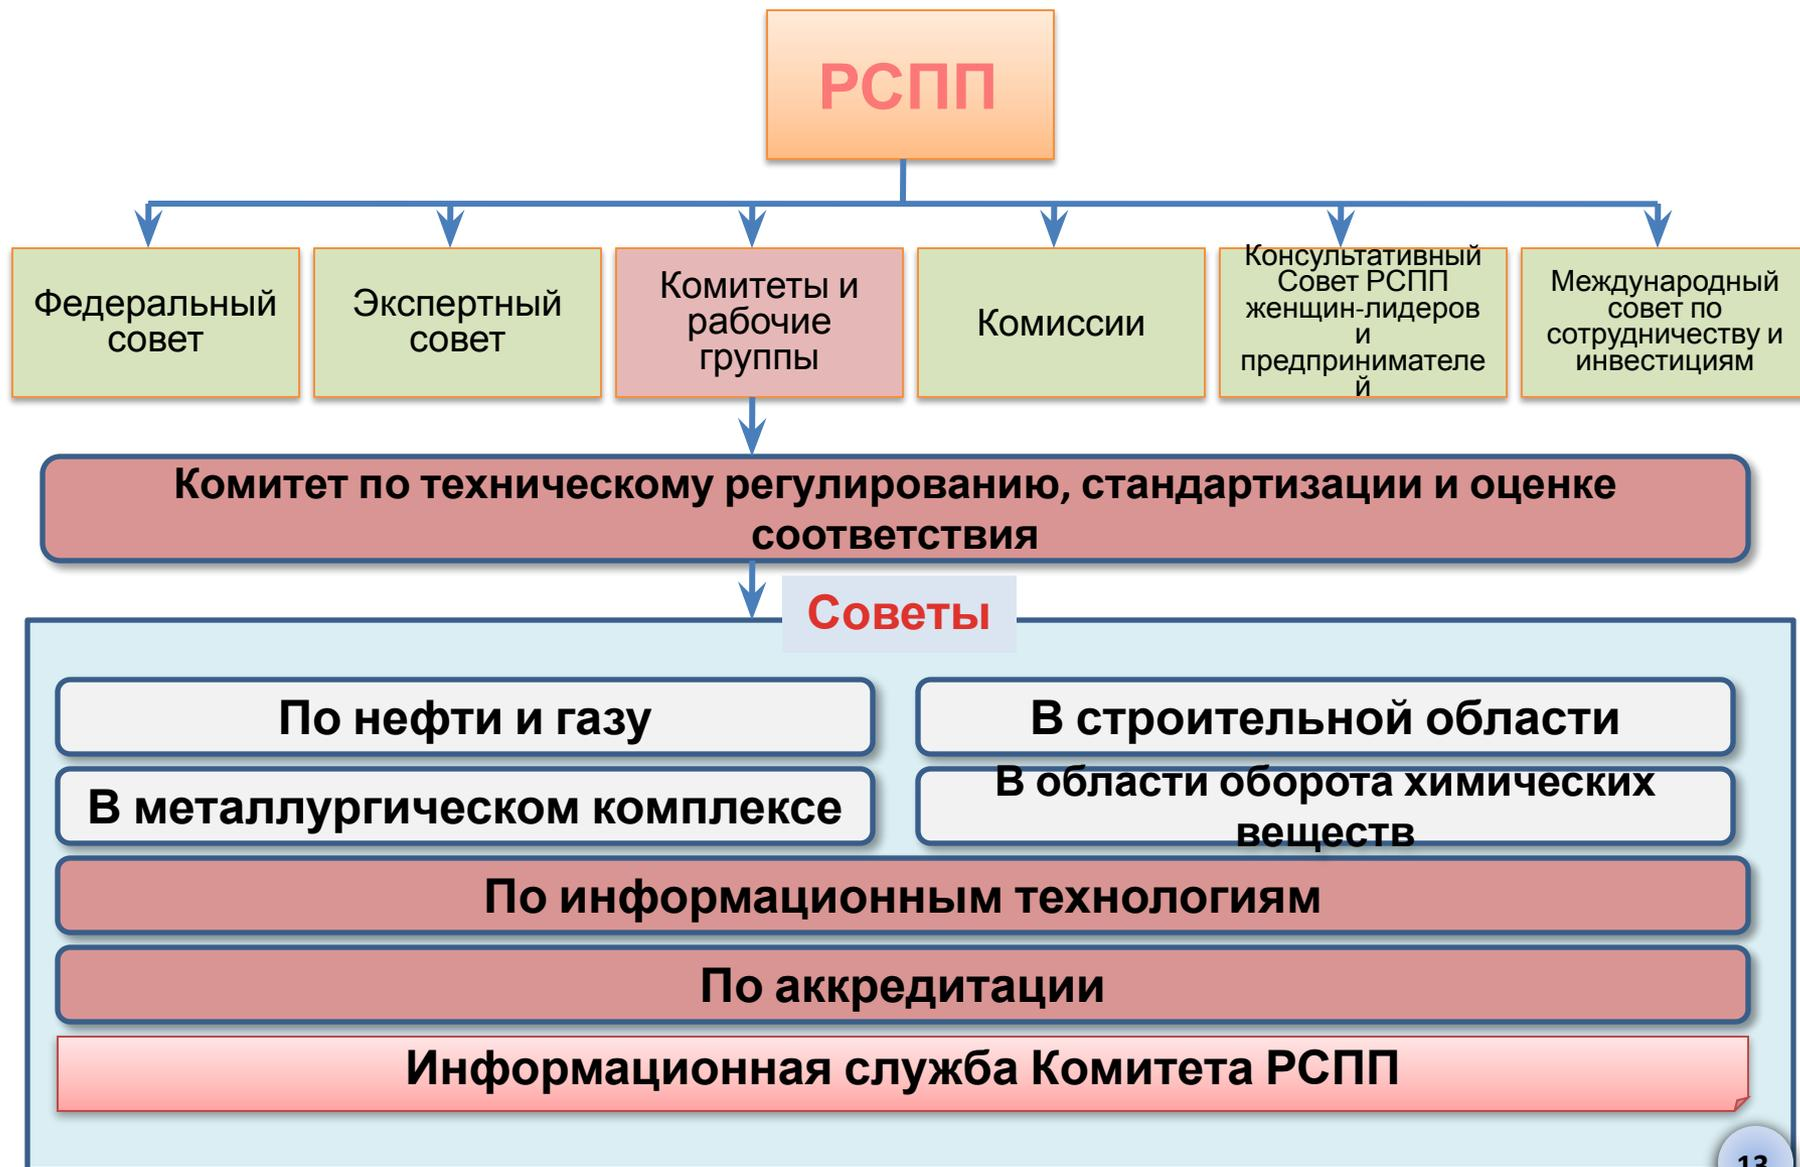 РСПП
Федеральный
совет
Экспертный
совет
Комитеты и
рабочие
группы
Комиссии
Консультативный
Совет РСПП
женщин-лидеров
и
предпринимателе
й
Международный
совет по
сотрудничеству и
инвестициям
Комитет по техническому регулированию, стандартизации и оценке
соответствия
Советы
По нефти и газу
В строительной области
В металлургическом комплексе
В области оборота химических
веществ
По информационным технологиям
По аккредитации
Информационная служба Комитета РСПП
13